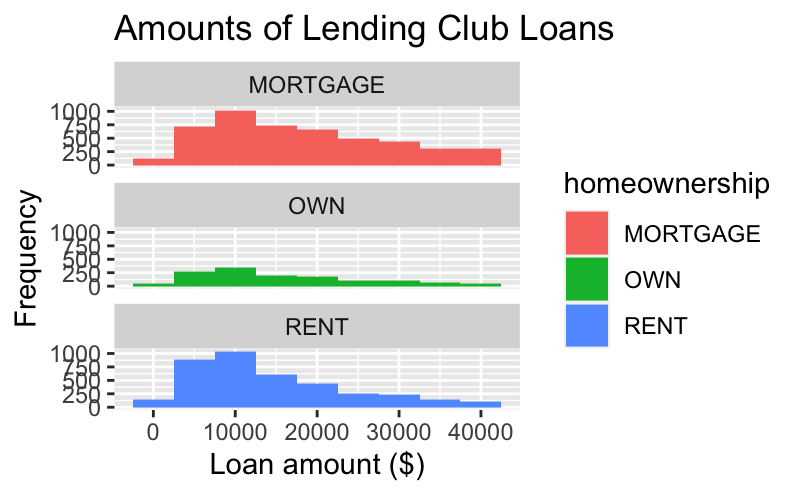 Amounts of Lending Club Loans
MORTGAGE
1000
750
500
250
0
OWN
1000
750
500
250
0
RENT
1000
750
500
250
0
0 10000 20000 30000 40000
Loan amount ($)
Frequency
homeownership
MORTGAGE
OWN
RENT